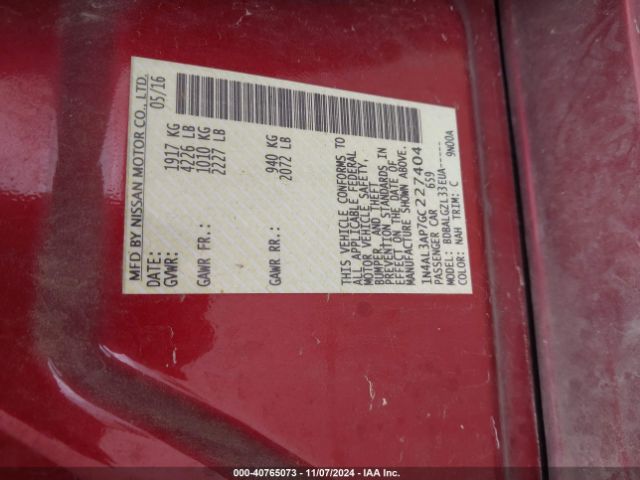 MFD BY NISSAN MOTOR CO., LTD.
DATE: 05/16
GVWR: 1917 KG
4226 LB
GAWR FR.: 1010 KG
2227 LB
GAWR RR.: 940 KG
2072 LB
THIS VEHICLE CONFORMS TO
ALL APPLICABLE FEDERAL
MOTOR VEHICLE SAFETY,
BUMPER, AND THEFT
PREVENTION STANDARDS IN
EFFECT ON THE DATE OF
MANUFACTURE SHOWN ABOVE.
1N4AL3AP7GC227404
PASSENGER CAR 659
MODEL: BDBALGZL33EUA-----
COLOR: NAH TRIM: C 9N00A
000-40765073 - 11/07/2024 - IAA Inc.